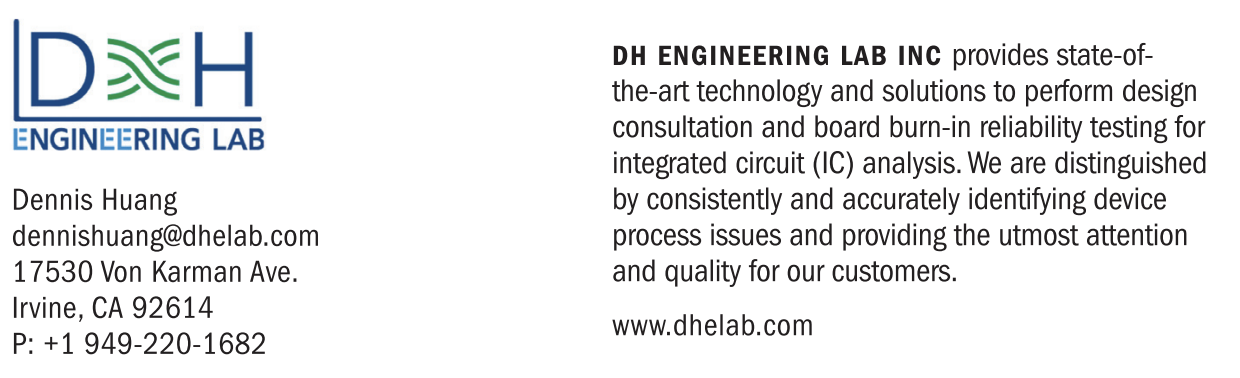 DH
ENGINEERING LAB
Dennis Huang
dennishuang@dhelab.com
17530 Von Karman Ave.
Irvine, CA 92614
P: +1 949-220-1682
DH ENGINEERING LAB INC provides state-of-
the-art technology and solutions to perform design
consultation and board burn-in reliability testing for
integrated circuit (IC) analysis. We are distinguished
by consistently and accurately identifying device
process issues and providing the utmost attention
and quality for our customers.
www.dhelab.com